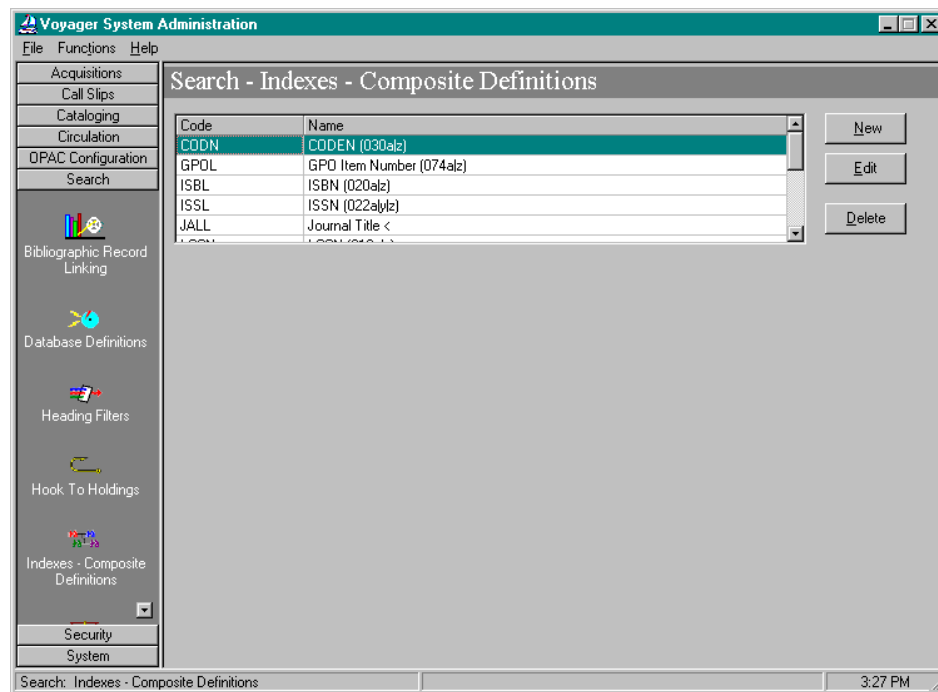 Voyager System Administration
File Functions Help
Acquisitions
Call Slips
Cataloging
Circulation
OPAC Configuration
Search
Bibliographic Record
Linking
Database Definitions
Heading Filters
Hook To Holdings
Indexes - Composite
Definitions
Security
System
Search - Indexes - Composite Definitions
Code Name
CODN CODEN (030a|z)
GPOL GPO Item Number (074a|z)
ISBL ISBN (020a|z)
ISSL ISSN (022a|y|z)
JALL Journal Title <
New
Edit
Delete
Search: Indexes - Composite Definitions
3:27 PM